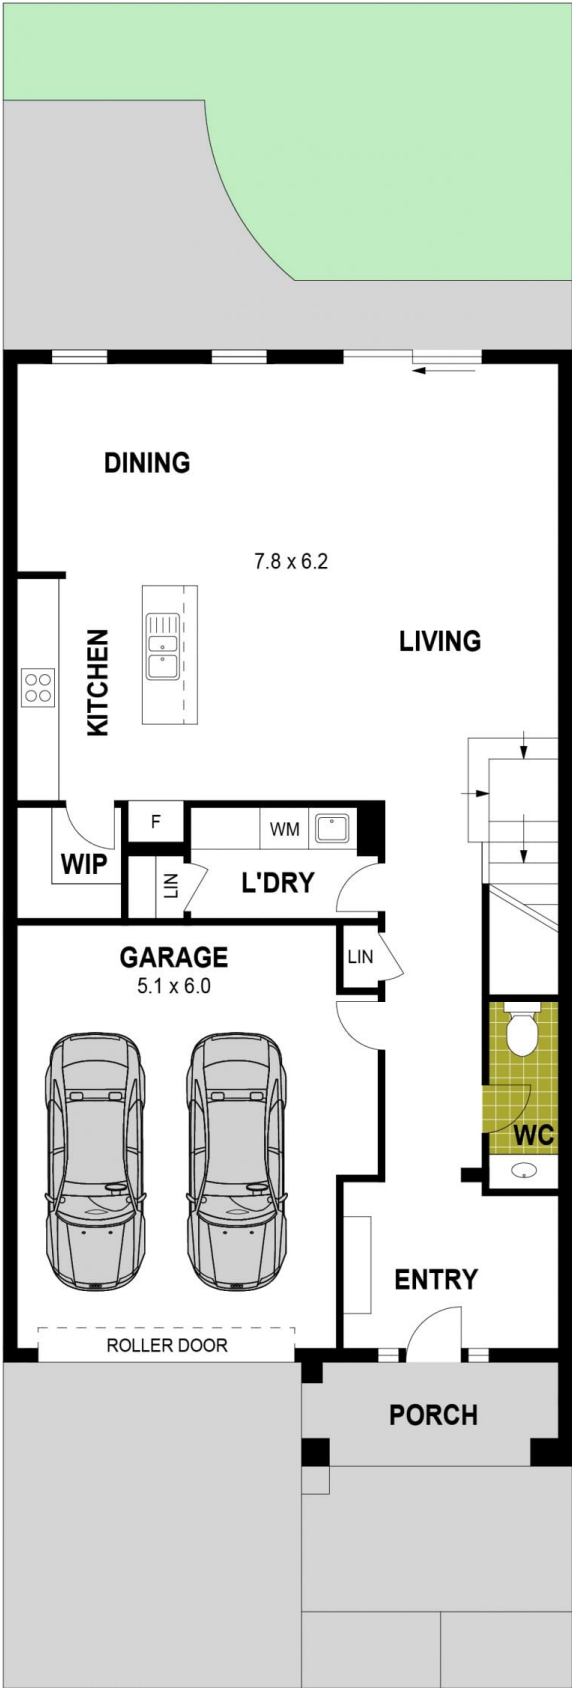 DINING
7.8 x 6.2
LIVING
KITCHEN
F
WM
WIP
LIN
L'DRY
GARAGE
5.1 x 6.0
LIN
WC
ENTRY
ROLLER DOOR
PORCH